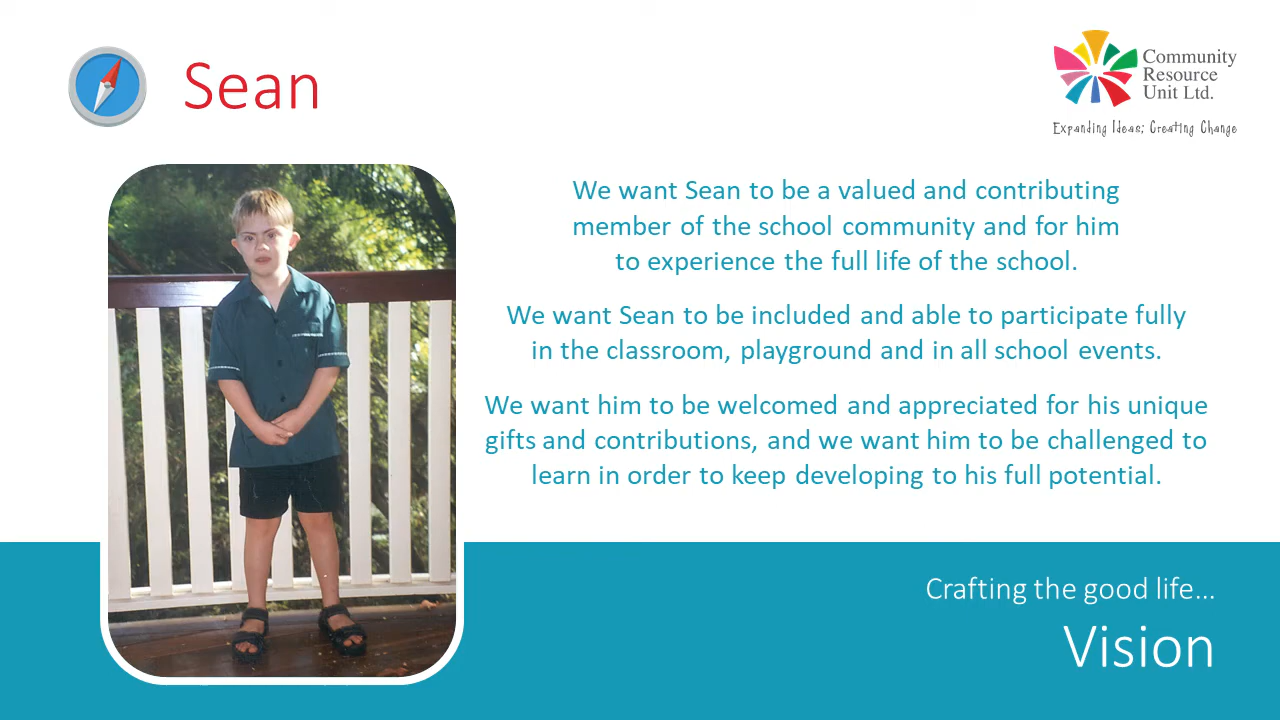 Sean
Community
Resource
Unit Ltd.
Expanding Ideas; Creating Change
We want Sean to be a valued and contributing
member of the school community and for him
to experience the full life of the school.
We want Sean to be included and able to participate fully
in the classroom, playground and in all school events.
We want him to be welcomed and appreciated for his unique
gifts and contributions, and we want him to be challenged to
learn in order to keep developing to his full potential.
Crafting the good life...
Vision